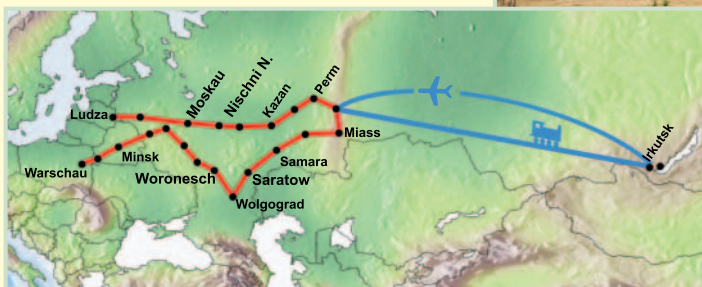 Ludza
Moskau
Nischni N.
Kazan
Perm
Miass
Samara
Saratow
Wolgograd
Woronesch
Minsk
Warschau
Irkutsk